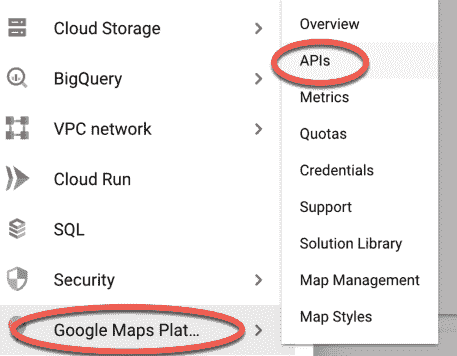 Cloud Storage
BigQuery
VPC network
Cloud Run
SQL
Security
Google Maps Plat...
Overview
APIs
Metrics
Quotas
Credentials
Support
Solution Library
Map Management
Map Styles